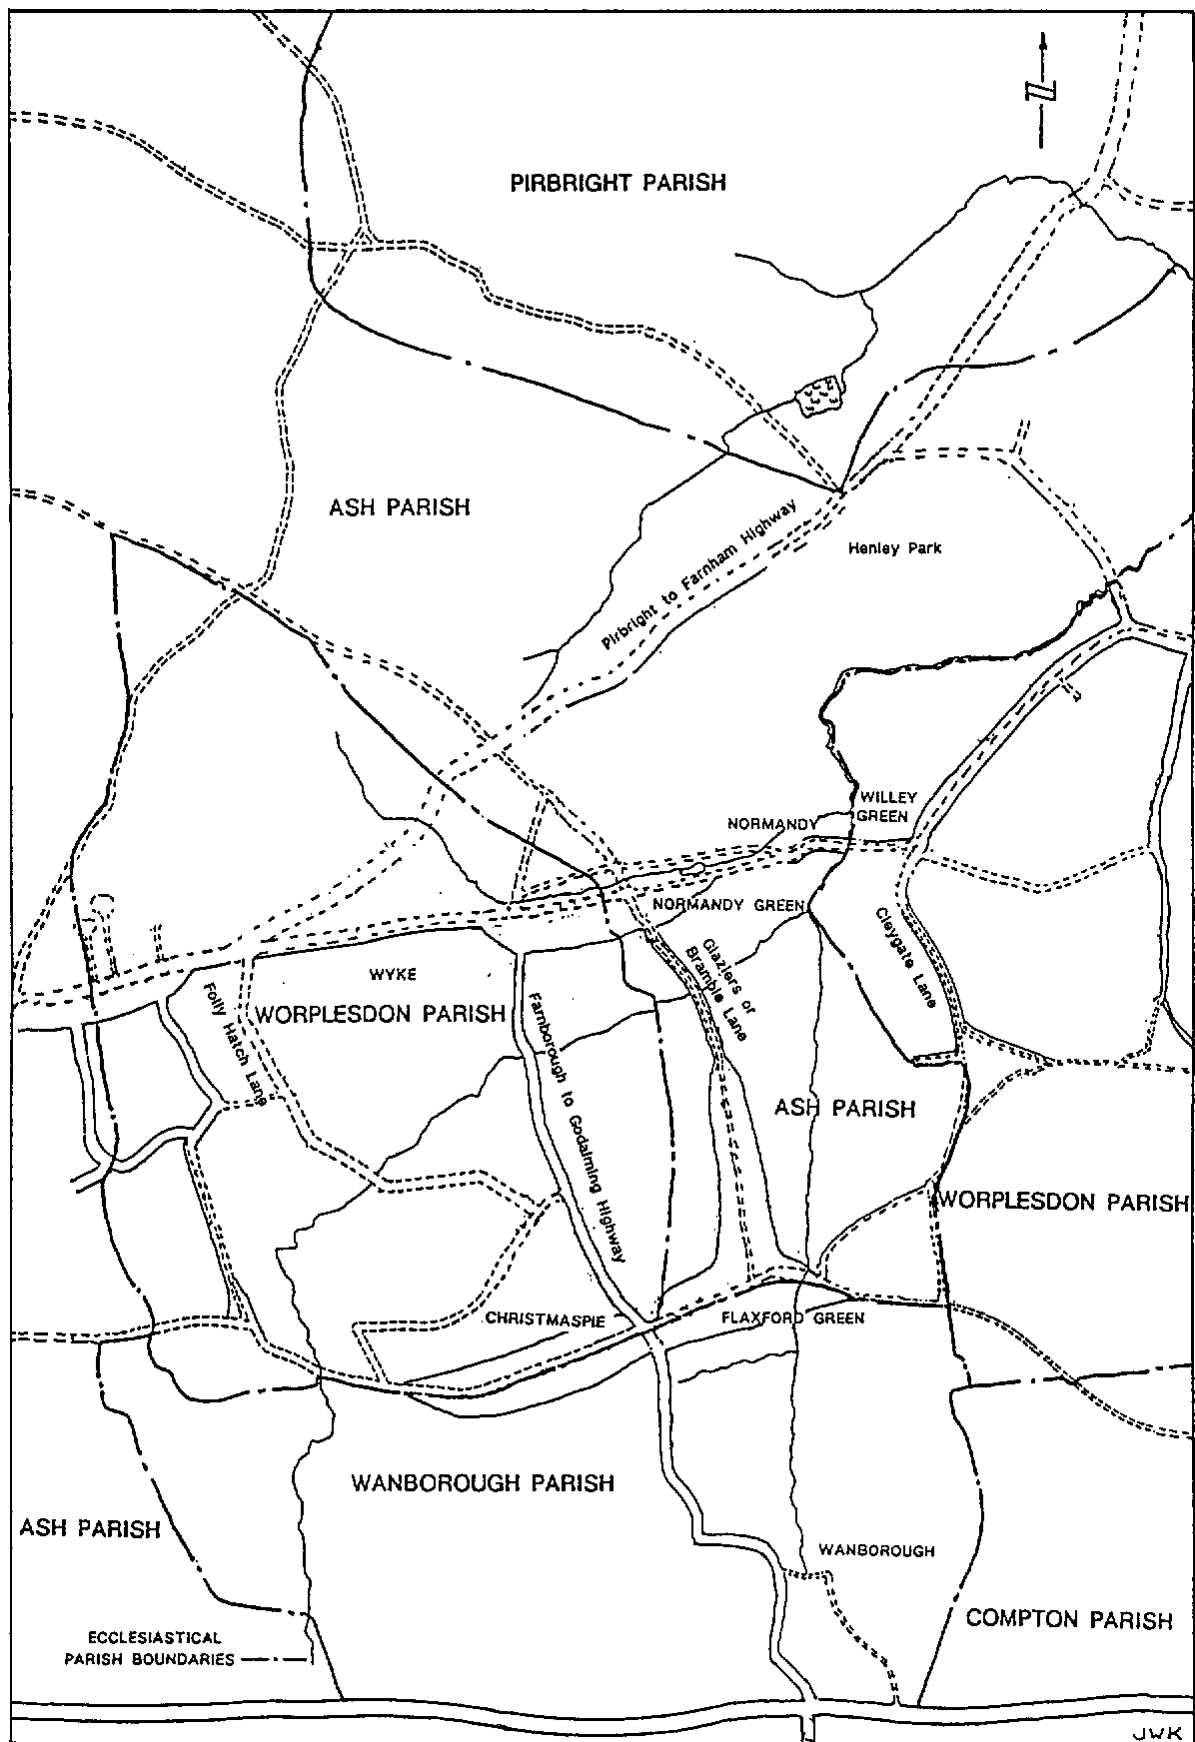 N
PIRBRIGHT PARISH
ASH PARISH
Pirbright to Farnham Highway
Henley Park
WILLEY
GREEN
NORMANDY
NORMANDY GREEN
Glaziers or
Bramble Lane
Cleygate Lane
WYKE
WORPLESDON PARISH
Folly Hatch Lane
Farnborough to Godalming Highway
ASH PARISH
WORPLESDON PARISH
CHRISTMASPIE
FLAXFORD GREEN
WANBOROUGH PARISH
ASH PARISH
WANBOROUGH
COMPTON PARISH
ECCLESIASTICAL
PARISH BOUNDARIES
JWK